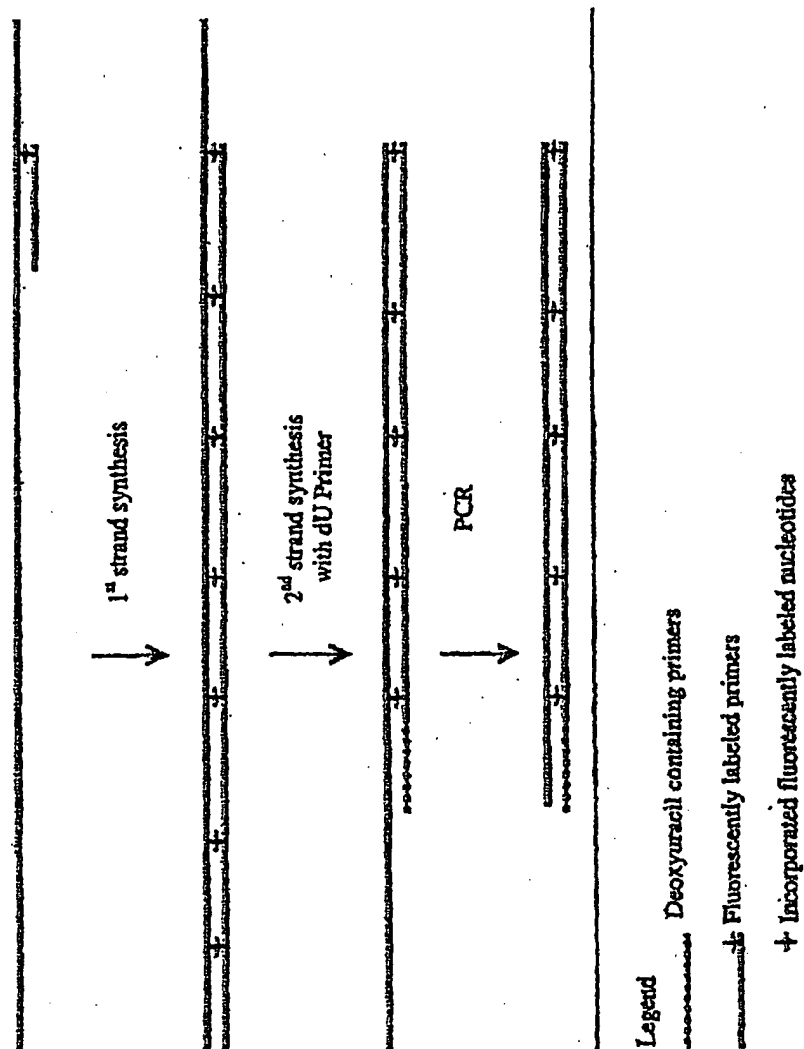 1st strand synthesis
2nd strand synthesis
with dU Primer
PCR
Legend
Deoxyuracil containing primers
Fluorescently labeled primers
Incorporated fluorescently labeled nucleotides